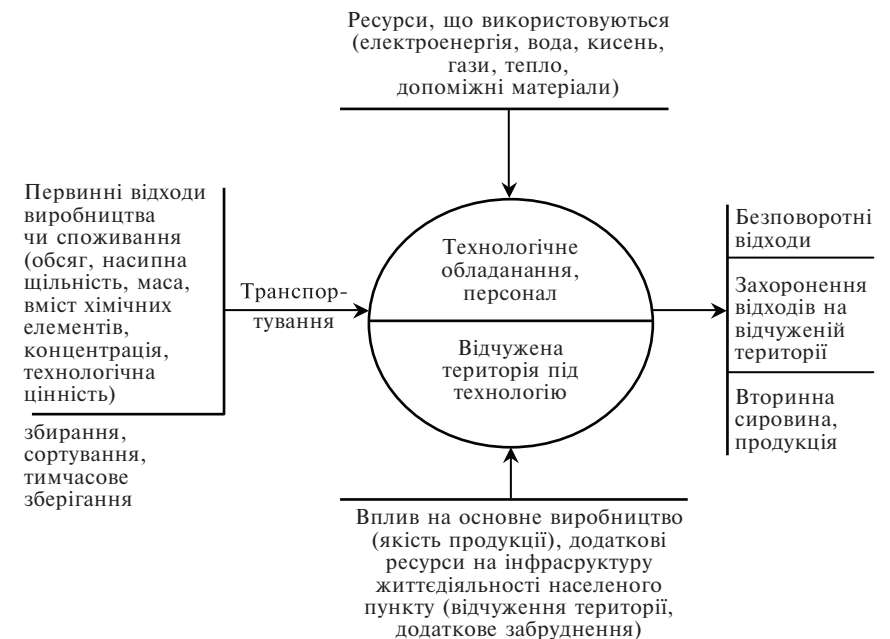 Ресурси, що використовуються
(електроенергія, вода, кисень,
гази, тепло,
допоміжні матеріали)
Первинні відходи
виробництва
чи споживання
(обсяг, насипна
щільність, маса,
вміст хімічних
елементів,
концентрація,
технологічна
цінність)
збирання,
сортування,
тимчасове
зберігання
Транспор-
тування
Технологічне
обладанання,
персонал
Відчужена
територія під
технологію
Безповоротні
відходи
Захоронення
відходів на
відчуженій
території
Вторинна
сировина,
продукція
Вплив на основне виробництво
(якість продукції), додаткові
ресурси на інфрасруктуру
життєдіяльності населеного
пункту (відчуження території,
додаткове забруднення)